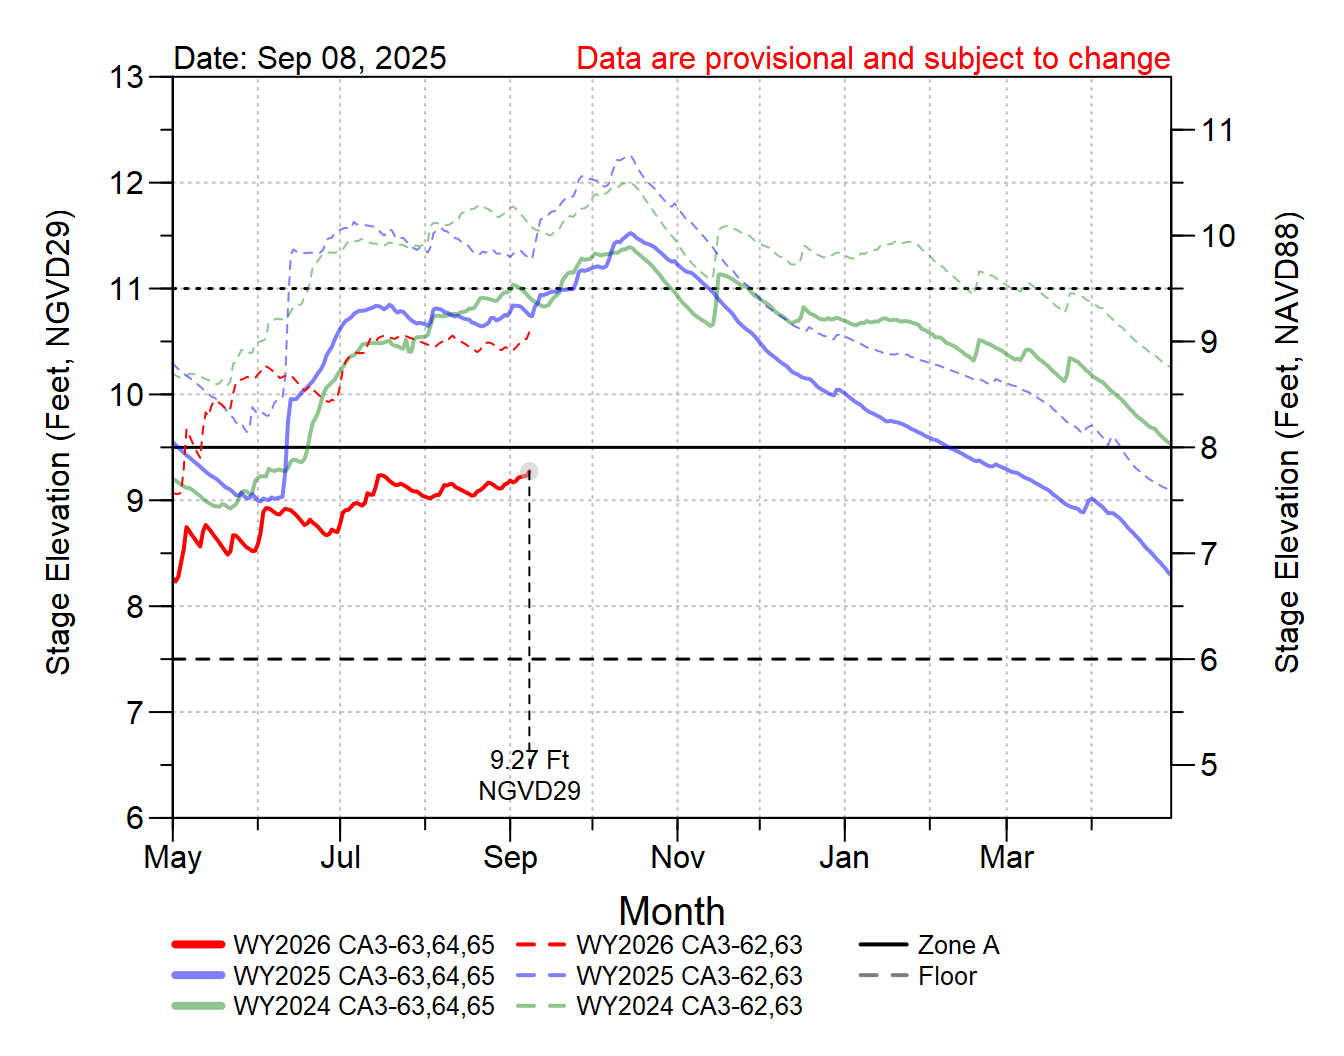 Date: Sep 08, 2025
Data are provisional and subject to change
Stage Elevation (Feet, NGVD29)
13
12
11
10
9
8
7
6
Stage Elevation (Feet, NAVD88)
11
10
9
8
7
6
5
9.27 Ft
NGVD29
May
Jul
Sep
Nov
Jan
Mar
Month
WY2026 CA3-63,64,65
WY2025 CA3-63,64,65
WY2024 CA3-63,64,65
WY2026 CA3-62,63
WY2025 CA3-62,63
WY2024 CA3-62,63
Zone A
Floor